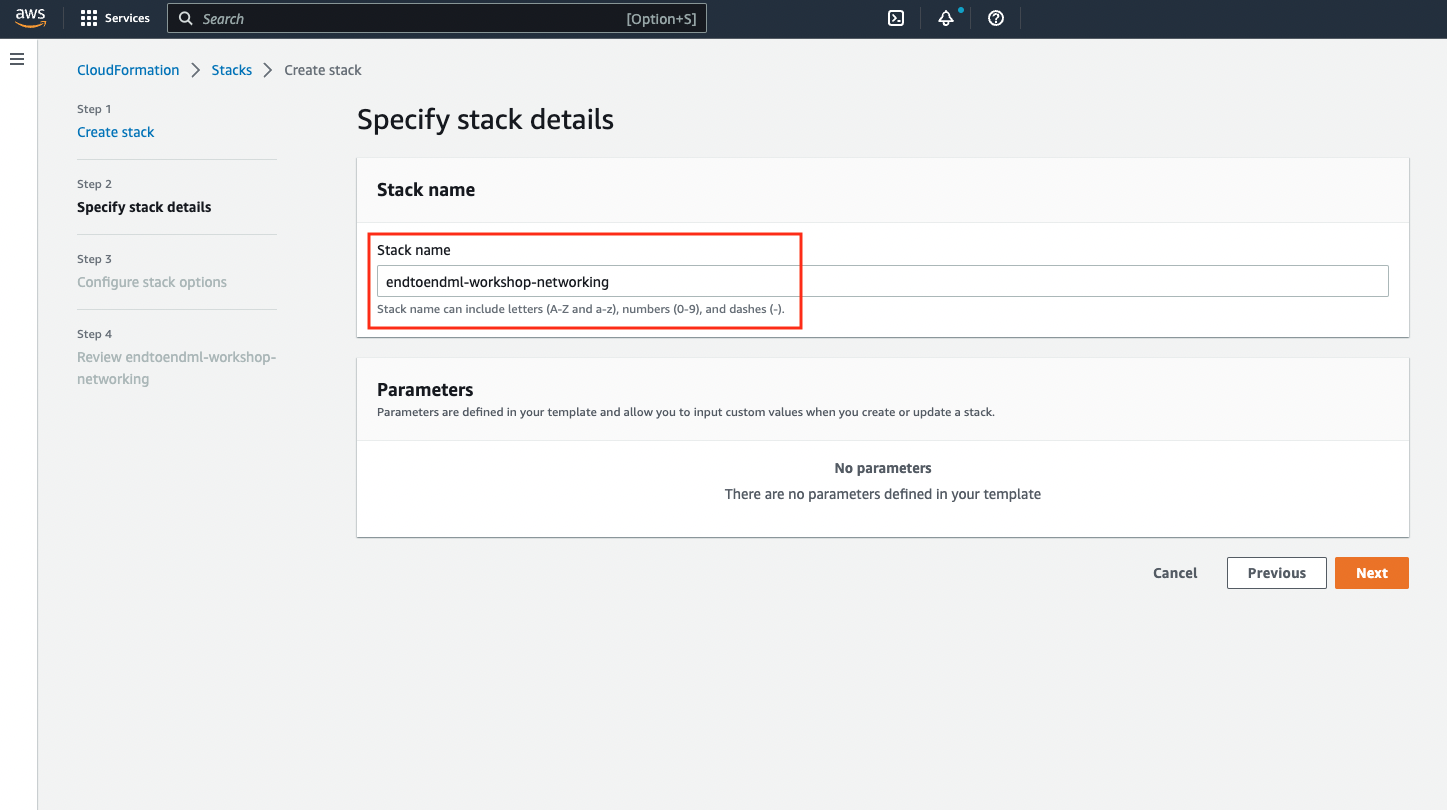 aws Services Search [Option+S]
CloudFormation Stacks Create stack
Step 1
Create stack
Step 2
Specify stack details
Step 3
Configure stack options
Step 4
Review endtoendml-workshop-
networking
Specify stack details
Stack name
Stack name
endtoendml-workshop-networking
Stack name can include letters (A-Z and a-z), numbers (0-9), and dashes (-).
Parameters
Parameters are defined in your template and allow you to input custom values when you create or update a stack.
No parameters
There are no parameters defined in your template
Cancel Previous Next